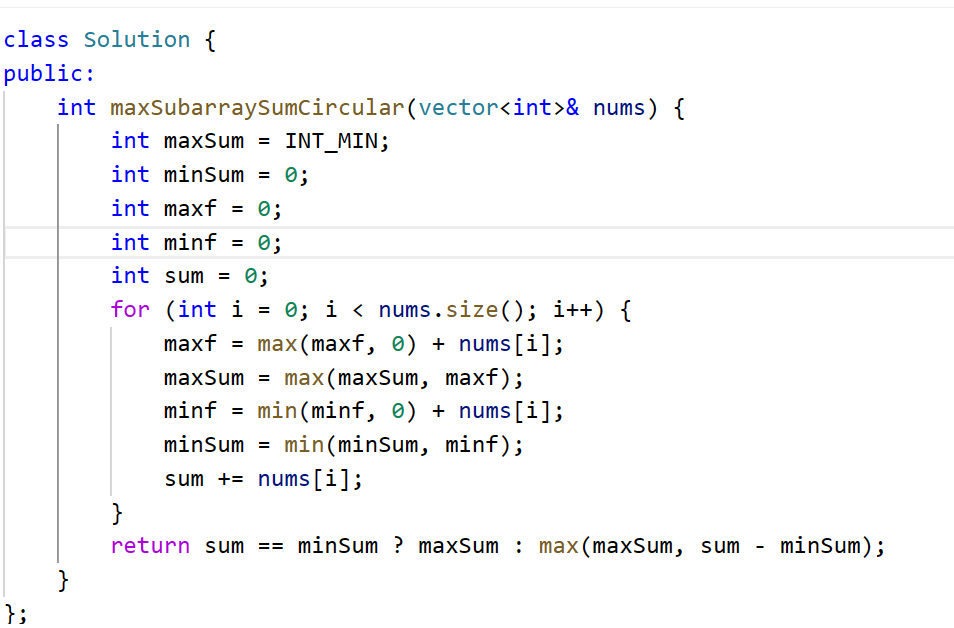 class Solution {
public:
    int maxSubarraySumCircular(vector<int>& nums) {
        int maxSum = INT_MIN;
        int minSum = 0;
        int maxf = 0;
        int minf = 0;
        int sum = 0;
        for (int i = 0; i < nums.size(); i++) {
            maxf = max(maxf, 0) + nums[i];
            maxSum = max(maxSum, maxf);
            minf = min(minf, 0) + nums[i];
            minSum = min(minSum, minf);
            sum += nums[i];
        }
        return sum == minSum ? maxSum : max(maxSum, sum - minSum);
    }
};